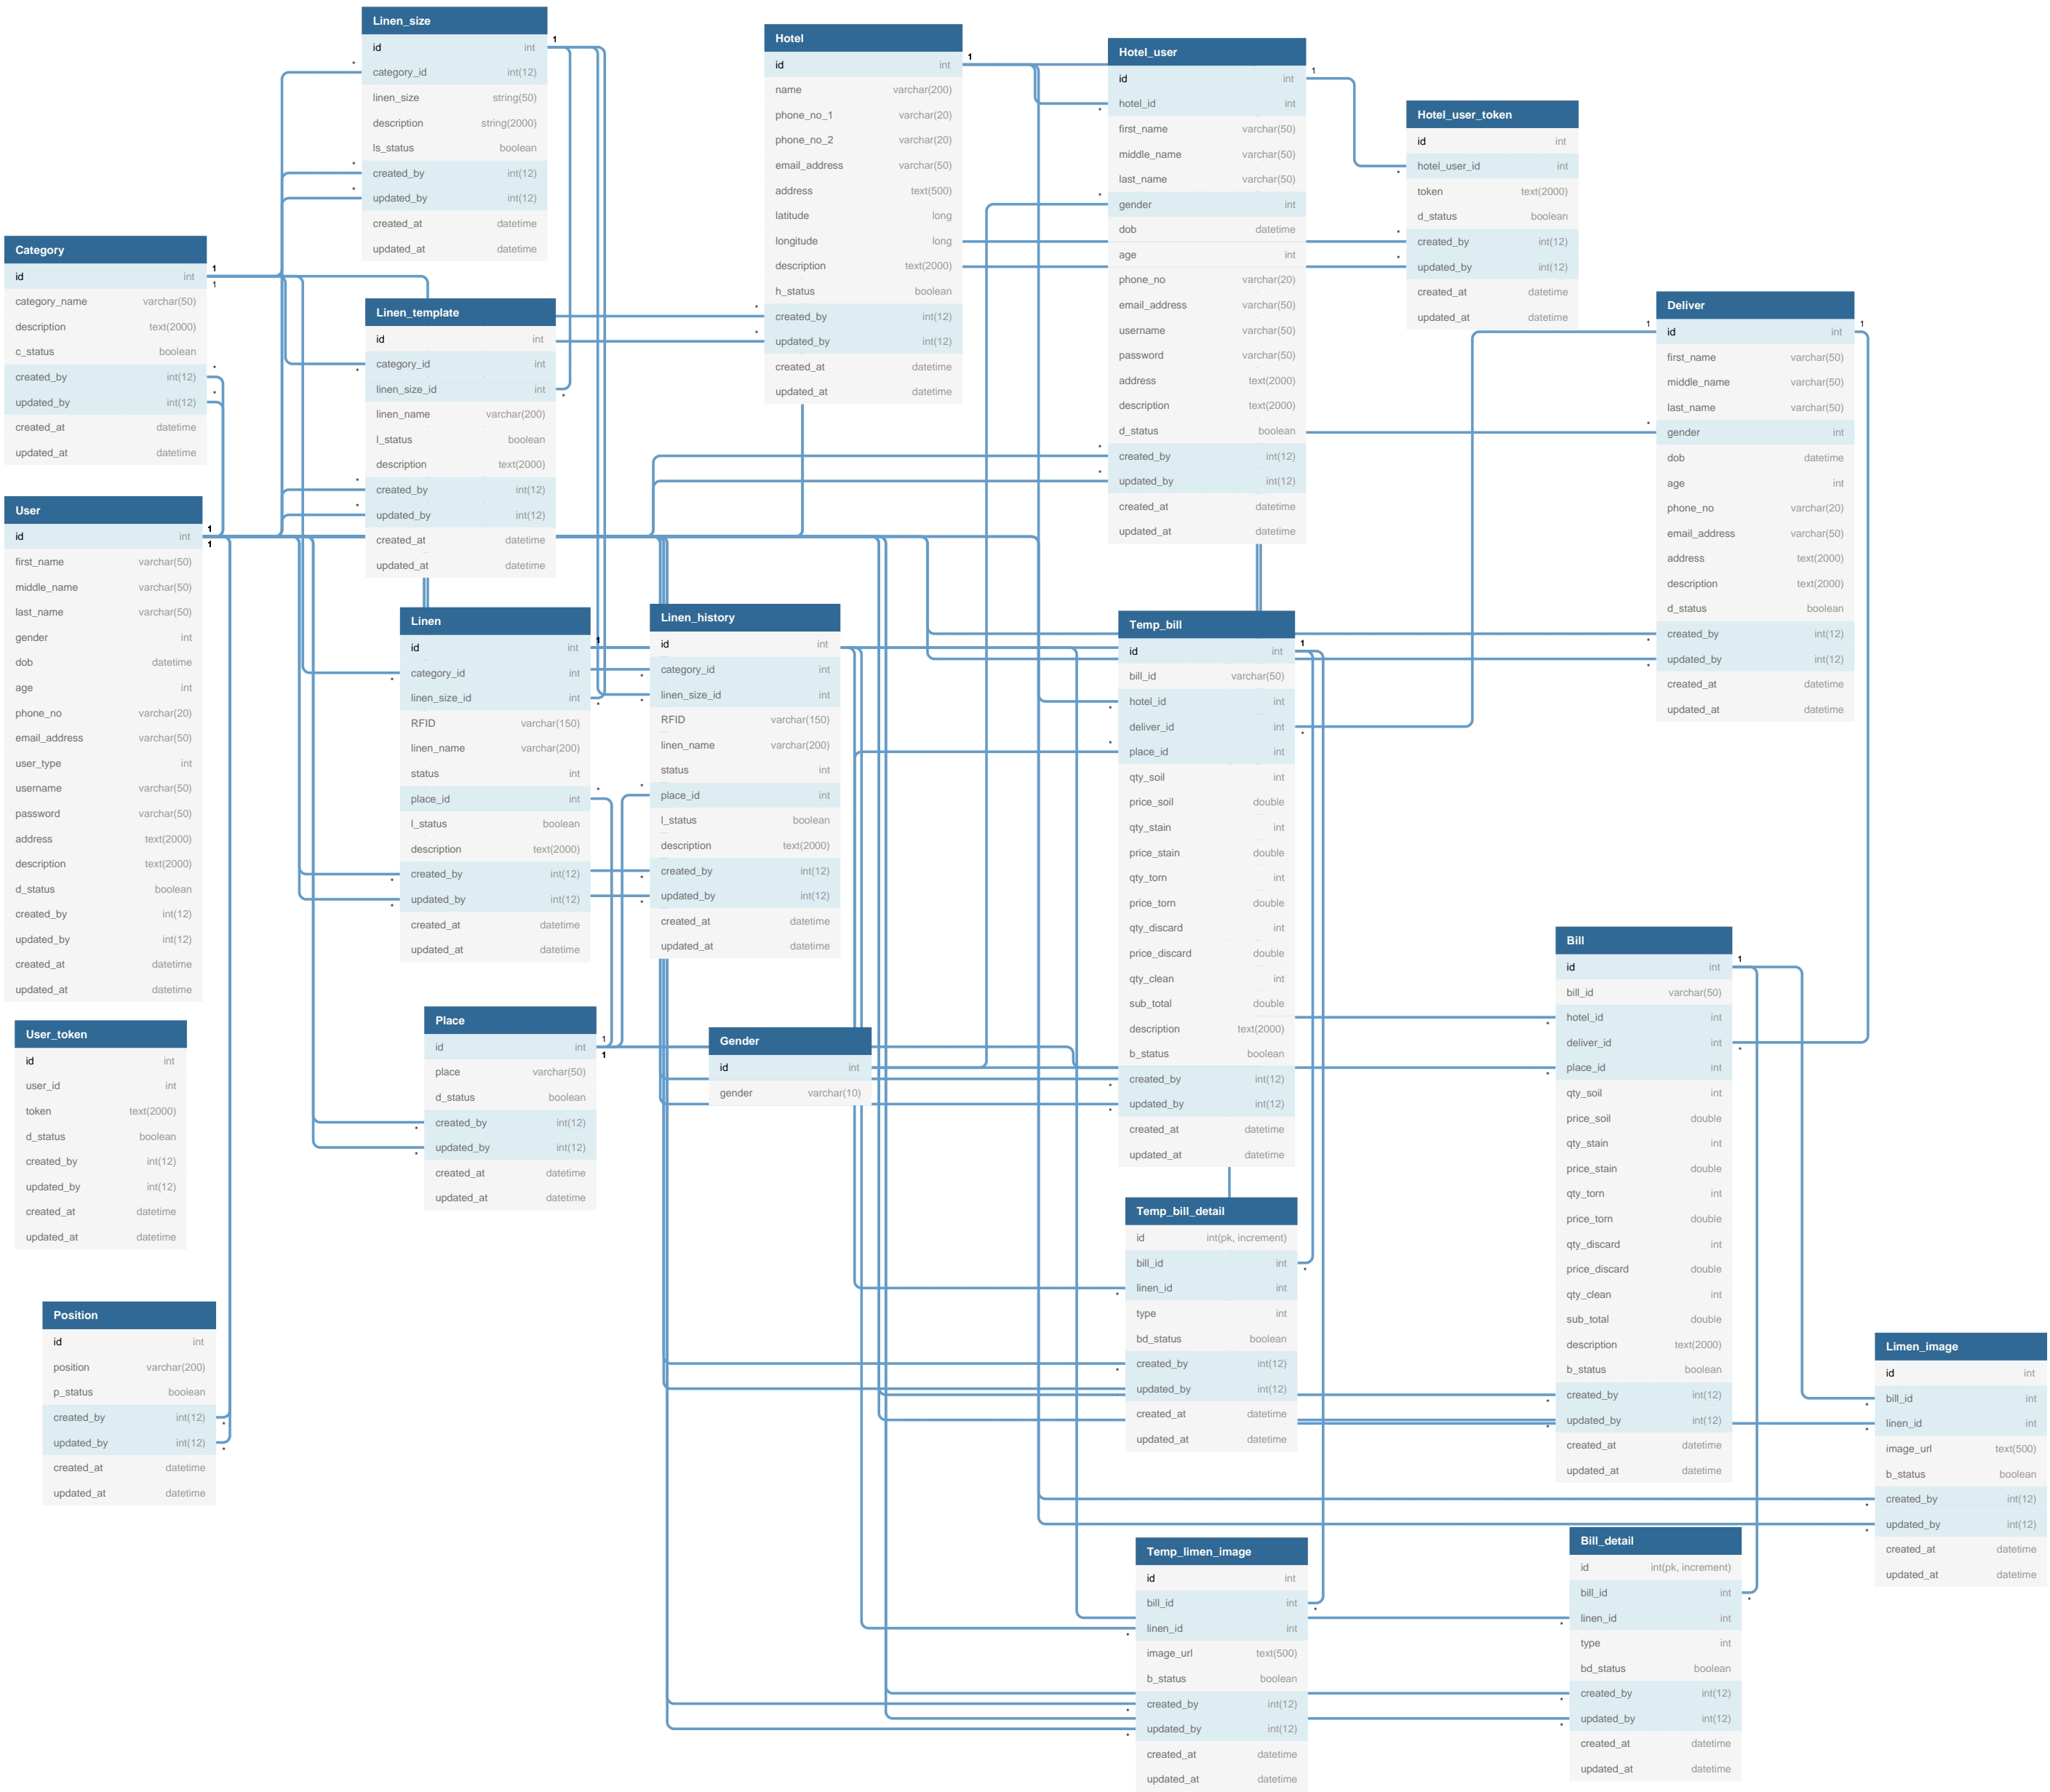 Linen_size
id int
category_id int(12)
linen_size string(50)
description string(2000)
ls_status boolean
created_by int(12)
updated_by int(12)
created_at datetime
updated_at datetime
Hotel
id int
name varchar(200)
phone_no_1 varchar(20)
phone_no_2 varchar(20)
email_address varchar(50)
address text(500)
latitude long
longitude long
description text(2000)
h_status boolean
created_by int(12)
updated_by int(12)
created_at datetime
updated_at datetime
Hotel_user
id int
hotel_id int
first_name varchar(50)
middle_name varchar(50)
last_name varchar(50)
gender int
dob datetime
age int
phone_no varchar(20)
email_address varchar(50)
username varchar(50)
password varchar(50)
address text(2000)
description text(2000)
d_status boolean
created_by int(12)
updated_by int(12)
created_at datetime
updated_at datetime
Hotel_user_token
id int
hotel_user_id int
token text(2000)
d_status boolean
created_by int(12)
updated_by int(12)
created_at datetime
updated_at datetime
Category
id int
category_name varchar(50)
description text(2000)
c_status boolean
created_by int(12)
updated_by int(12)
created_at datetime
updated_at datetime
Linen_template
id int
category_id int
linen_size_id int
linen_name varchar(200)
l_status boolean
description text(2000)
created_by int(12)
updated_by int(12)
created_at datetime
updated_at datetime
Deliver
id int
first_name varchar(50)
middle_name varchar(50)
last_name varchar(50)
gender int
dob datetime
age int
phone_no varchar(20)
email_address varchar(50)
address text(2000)
description text(2000)
d_status boolean
created_by int(12)
updated_by int(12)
created_at datetime
updated_at datetime
User
id int
first_name varchar(50)
middle_name varchar(50)
last_name varchar(50)
gender int
dob datetime
age int
phone_no varchar(20)
email_address varchar(50)
user_type int
username varchar(50)
password varchar(50)
address text(2000)
description text(2000)
d_status boolean
created_by int(12)
updated_by int(12)
created_at datetime
updated_at datetime
Linen
id int
category_id int
linen_size_id int
RFID varchar(150)
linen_name varchar(200)
status int
place_id int
l_status boolean
description text(2000)
created_by int(12)
updated_by int(12)
created_at datetime
updated_at datetime
Linen_history
id int
category_id int
linen_size_id int
RFID varchar(150)
linen_name varchar(200)
status int
place_id int
l_status boolean
description text(2000)
created_by int(12)
updated_by int(12)
created_at datetime
updated_at datetime
Temp_bill
id int
bill_id varchar(50)
hotel_id int
deliver_id int
place_id int
qty_soil int
price_soil double
qty_stain int
price_stain double
qty_torn int
price_torn double
qty_discard int
price_discard double
qty_clean int
sub_total double
description text(2000)
b_status boolean
created_by int(12)
updated_by int(12)
created_at datetime
updated_at datetime
Bill
id int
bill_id varchar(50)
hotel_id int
deliver_id int
place_id int
qty_soil int
price_soil double
qty_stain int
price_stain double
qty_torn int
price_torn double
qty_discard int
price_discard double
qty_clean int
sub_total double
description text(2000)
b_status boolean
created_by int(12)
updated_by int(12)
created_at datetime
updated_at datetime
User_token
id int
user_id int
token text(2000)
d_status boolean
created_by int(12)
updated_by int(12)
created_at datetime
updated_at datetime
Place
id int
place varchar(50)
d_status boolean
created_by int(12)
updated_by int(12)
created_at datetime
updated_at datetime
Gender
id int
gender varchar(10)
Temp_bill_detail
id int(pk, increment)
bill_id int
linen_id int
type int
bd_status boolean
created_by int(12)
updated_by int(12)
created_at datetime
updated_at datetime
Position
id int
position varchar(200)
p_status boolean
created_by int(12)
updated_by int(12)
created_at datetime
updated_at datetime
Limen_image
id int
bill_id int
linen_id int
image_url text(500)
b_status boolean
created_by int(12)
updated_by int(12)
created_at datetime
updated_at datetime
Temp_limen_image
id int
bill_id int
linen_id int
image_url text(500)
b_status boolean
created_by int(12)
updated_by int(12)
created_at datetime
updated_at datetime
Bill_detail
id int(pk, increment)
bill_id int
linen_id int
type int
bd_status boolean
created_by int(12)
updated_by int(12)
created_at datetime
updated_at datetime